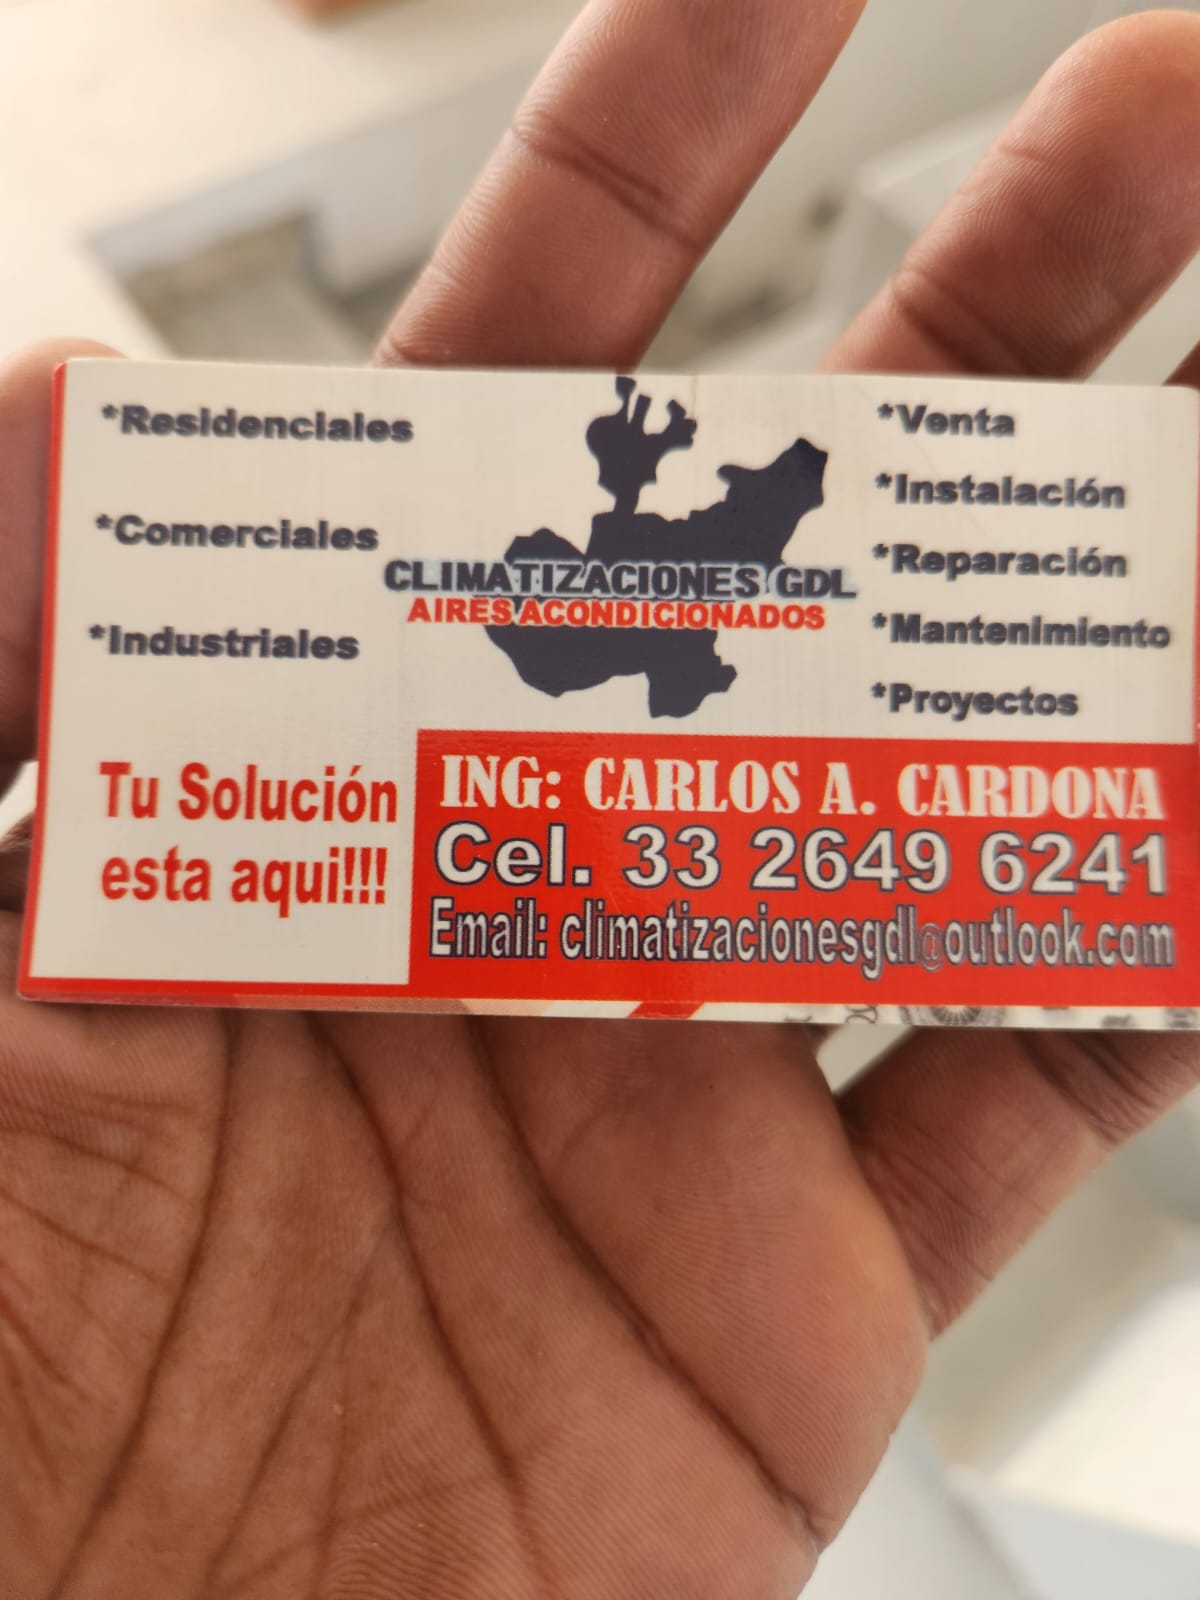 *Residenciales
*Comerciales
*Industriales
CLIMATIZACIONES GDL
AIRES ACONDICIONADOS
*Venta
*Instalación
*Reparación
*Mantenimiento
*Proyectos
Tu Solución
esta aqui!!!
ING: CARLOS A. CARDONA
Cel. 33 2649 6241
Email: climatizacionesgdl@outlook.com